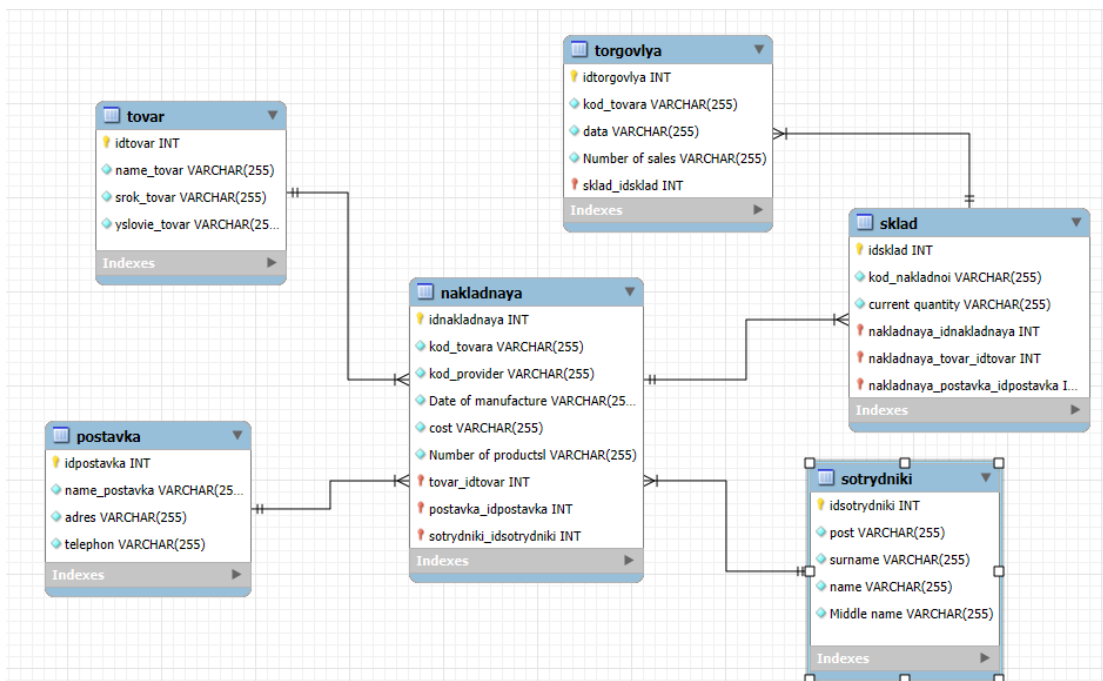 torgovlya
idtorgovlya INT
kod_tovara VARCHAR(255)
data VARCHAR(255)
Number of sales VARCHAR(255)
sklad_idsklad INT
Indexes
tovar
idtovar INT
name_tovar VARCHAR(255)
srok_tovar VARCHAR(255)
yslovie_tovar VARCHAR(25...
Indexes
sklad
idsklad INT
kod_nakladnoi VARCHAR(255)
current quantity VARCHAR(255)
nakladnaya_idnakladnaya INT
nakladnaya_tovar_idtovar INT
nakladnaya_postavka_idpostavka I...
Indexes
nakladnaya
idnakladnaya INT
kod_tovara VARCHAR(255)
kod_provider VARCHAR(255)
Date of manufacture VARCHAR(25...
cost VARCHAR(255)
Number of productsl VARCHAR(255)
tovar_idtovar INT
postavka_idpostavka INT
sotrydniki_idsotrydniki INT
Indexes
postavka
idpostavka INT
name_postavka VARCHAR(25...
adres VARCHAR(255)
telephon VARCHAR(255)
Indexes
sotrydniki
idsotrydniki INT
post VARCHAR(255)
surname VARCHAR(255)
name VARCHAR(255)
Middle name VARCHAR(255)
Indexes